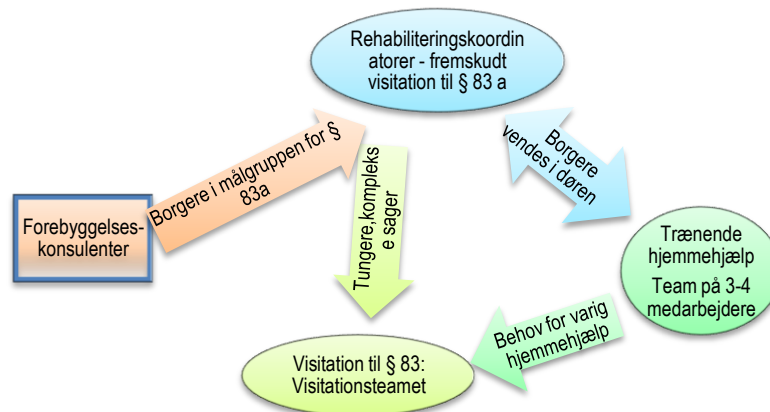 Rehabiliteringskoordin
atorer - fremskudt
visitation til § 83 a
Borgere i målgruppen for §
83a
Tungere,kompleks
e sager
Borgere
vendes i døren
Forebyggelses-
konsulenter
Trænende
hjemmehjælp
Team på 3-4
medarbejdere
Behov for varig
hjemmehjælp
Visitation til § 83:
Visitationsteamet